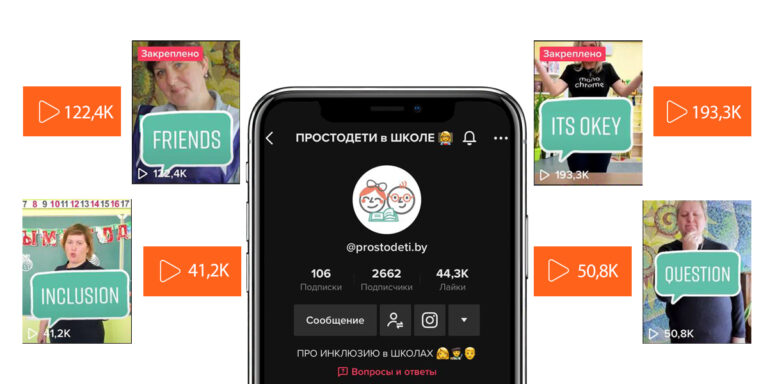 Закреплено
122,4K
FRIENDS
122,4K
8 9 10 11 12 13 14 15 16 17
INCLUSION
41,2K
41,2K
ПРОСТОДЕТИ в ШКОЛЕ
@prostodeti.by
106
2662
44,3K
Подписки
Подписчики
Лайки
Сообщение
ПРО ИНКЛЮЗИЮ в ШКОЛАХ
Вопросы и ответы
Закреплено
mono
chrome
ITS OKEY
193,3K
193,3K
50,8K
QUESTION
50,8K